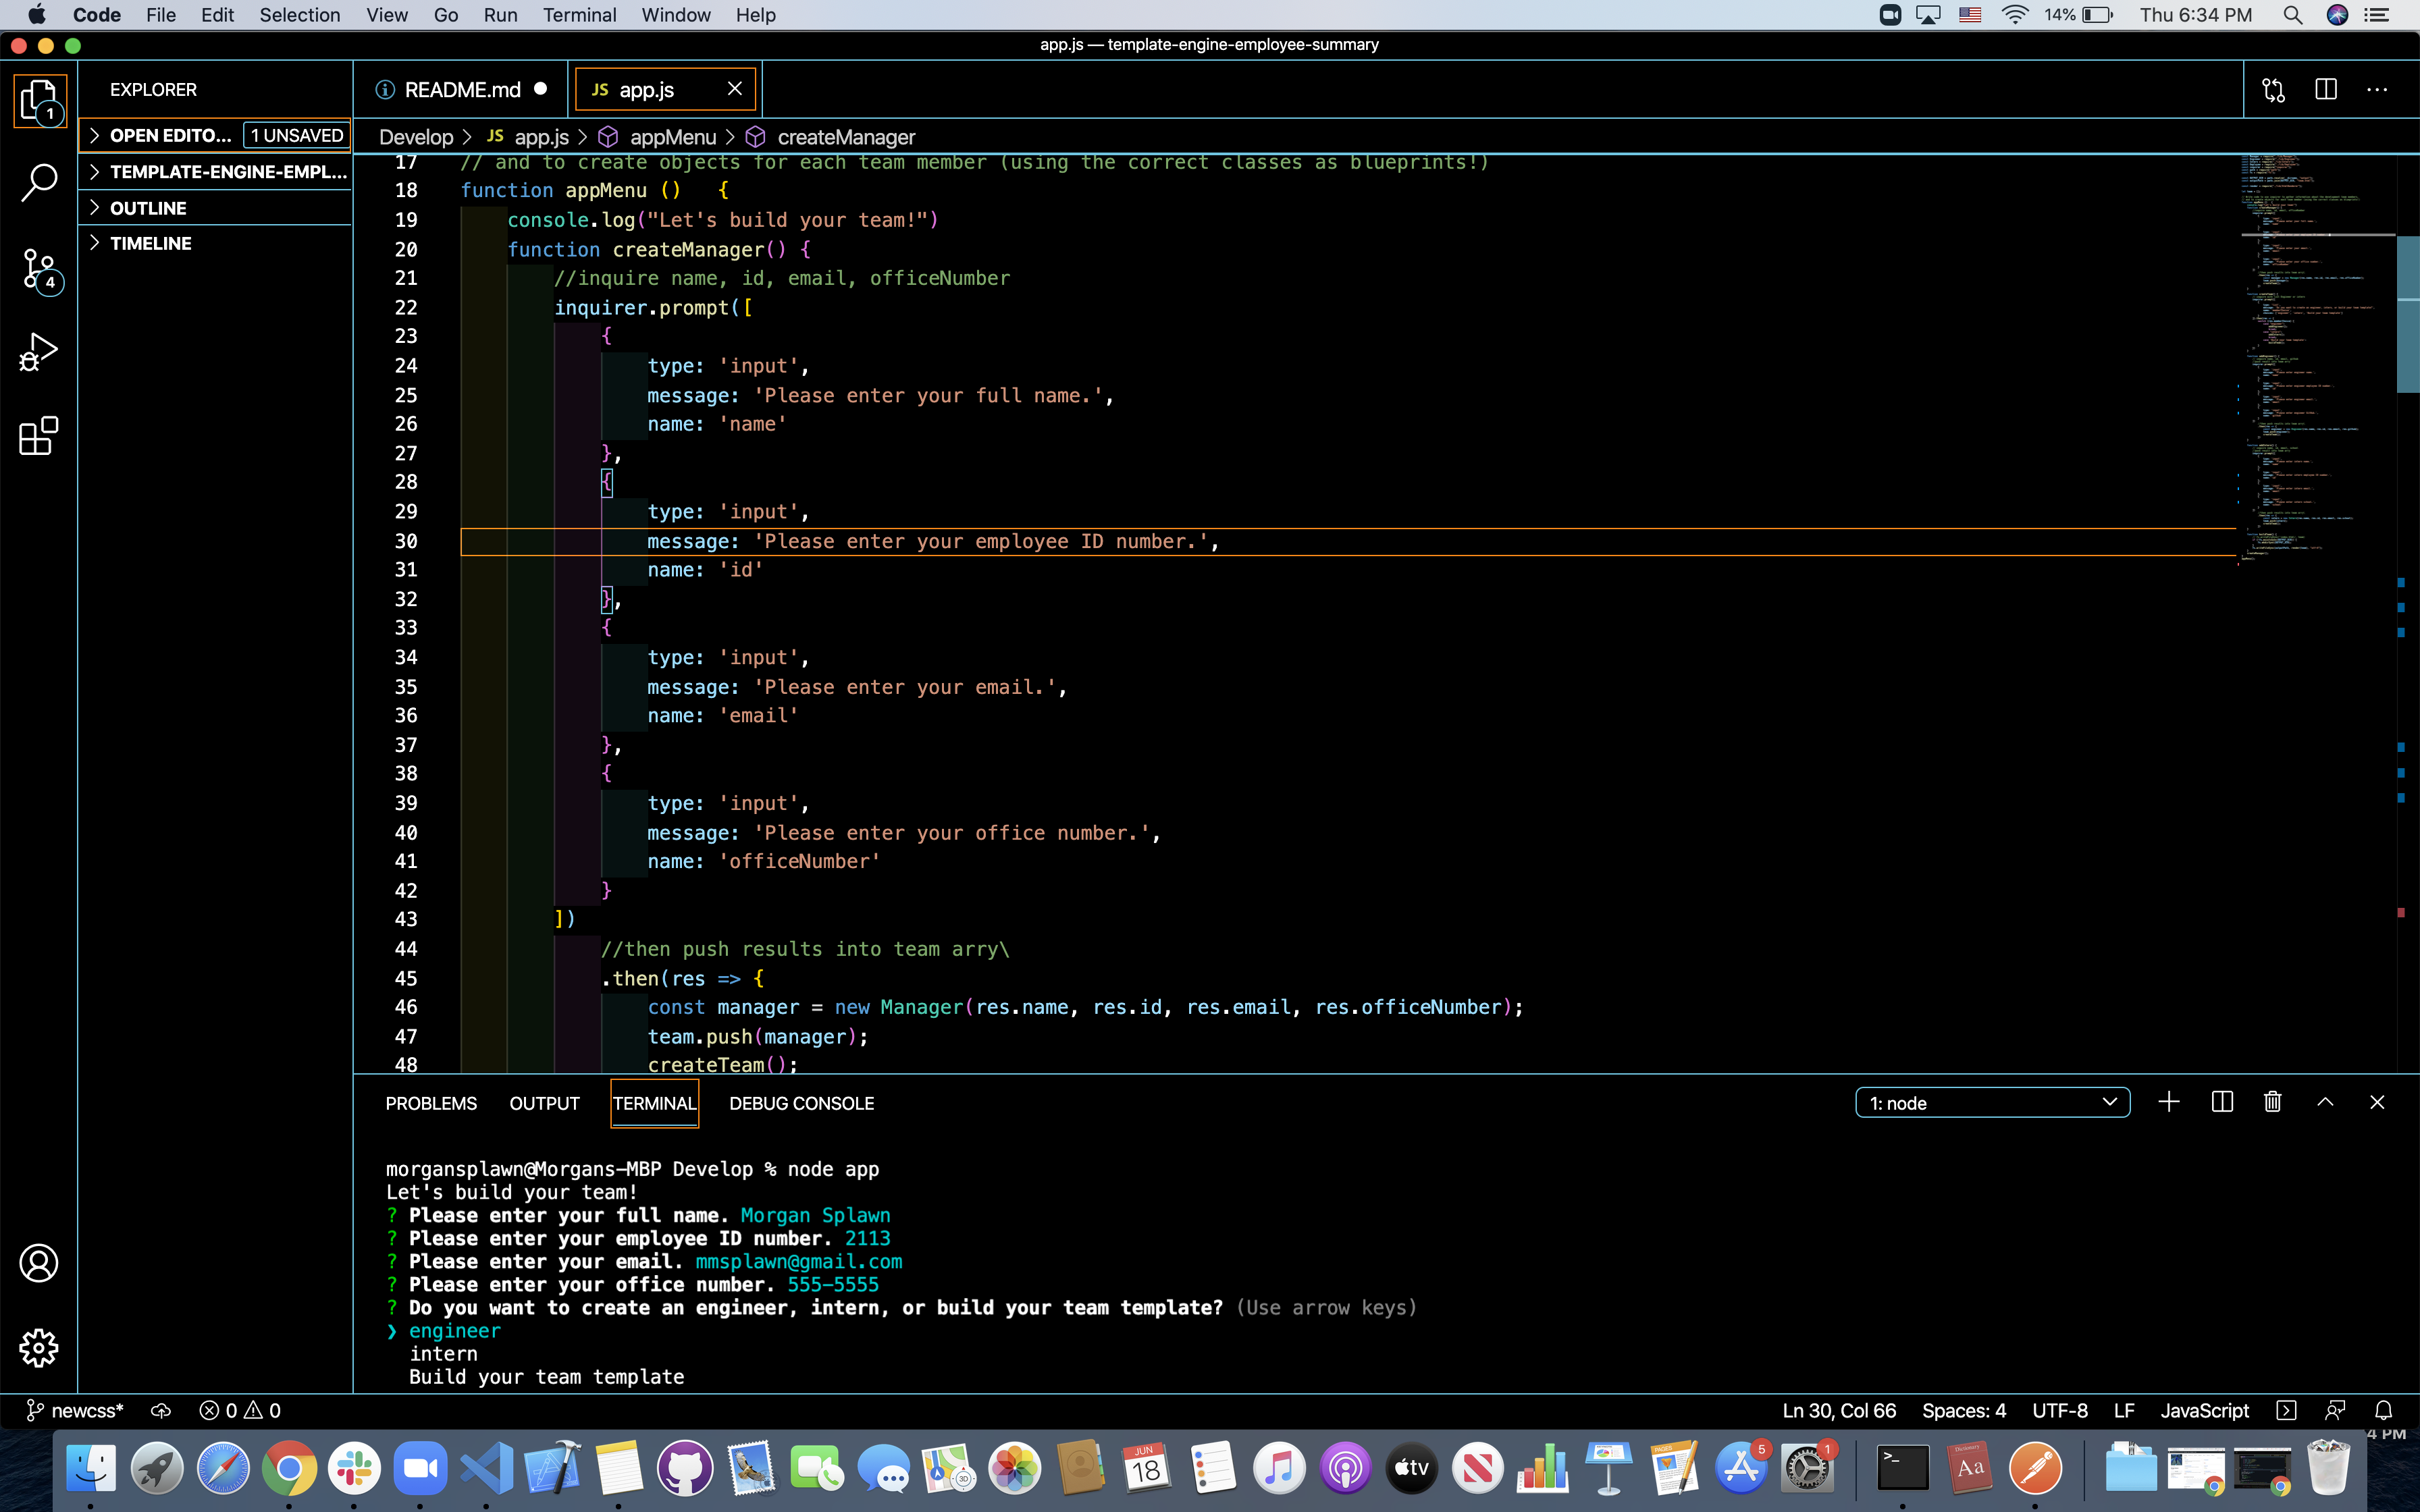 Code File Edit Selection View Go Run Terminal Window Help 14% Thu 6:34 PM
app.js — template-engine-employee-summary
EXPLORER
1
OPEN EDITO... 1 UNSAVED
TEMPLATE-ENGINE-EMPL...
OUTLINE
TIMELINE
4
README.md JS app.js
Develop > JS app.js > appMenu > createManager
17 // and to create objects for each team member (using the correct classes as blueprints!)
18 function appMenu () {
19 console.log("Let's build your team!")
20 function createManager() {
21 //inquire name, id, email, officeNumber
22 inquirer.prompt([
23 {
24 type: 'input',
25 message: 'Please enter your full name.',
26 name: 'name'
27 },
28 {
29 type: 'input',
30 message: 'Please enter your employee ID number.',
31 name: 'id'
32 },
33 {
34 type: 'input',
35 message: 'Please enter your email.',
36 name: 'email'
37 },
38 {
39 type: 'input',
40 message: 'Please enter your office number.',
41 name: 'officeNumber'
42 }
43 ])
44 //then push results into team arry\
45 .then(res => {
46 const manager = new Manager(res.name, res.id, res.email, res.officeNumber);
47 team.push(manager);
48 createTeam();
PROBLEMS OUTPUT TERMINAL DEBUG CONSOLE 1: node
morgansplawn@Morgans-MBP Develop % node app
Let's build your team!
? Please enter your full name. Morgan Splawn
? Please enter your employee ID number. 2113
? Please enter your email. mmsplawn@gmail.com
? Please enter your office number. 555-5555
? Do you want to create an engineer, intern, or build your team template? (Use arrow keys)
❯ engineer
intern
Build your team template
newcss* 0 0 Ln 30, Col 66 Spaces: 4 UTF-8 LF JavaScript
4 PM
JUN
18
3D
tv
PAGES
5
1
>_
Dictionary
Aa